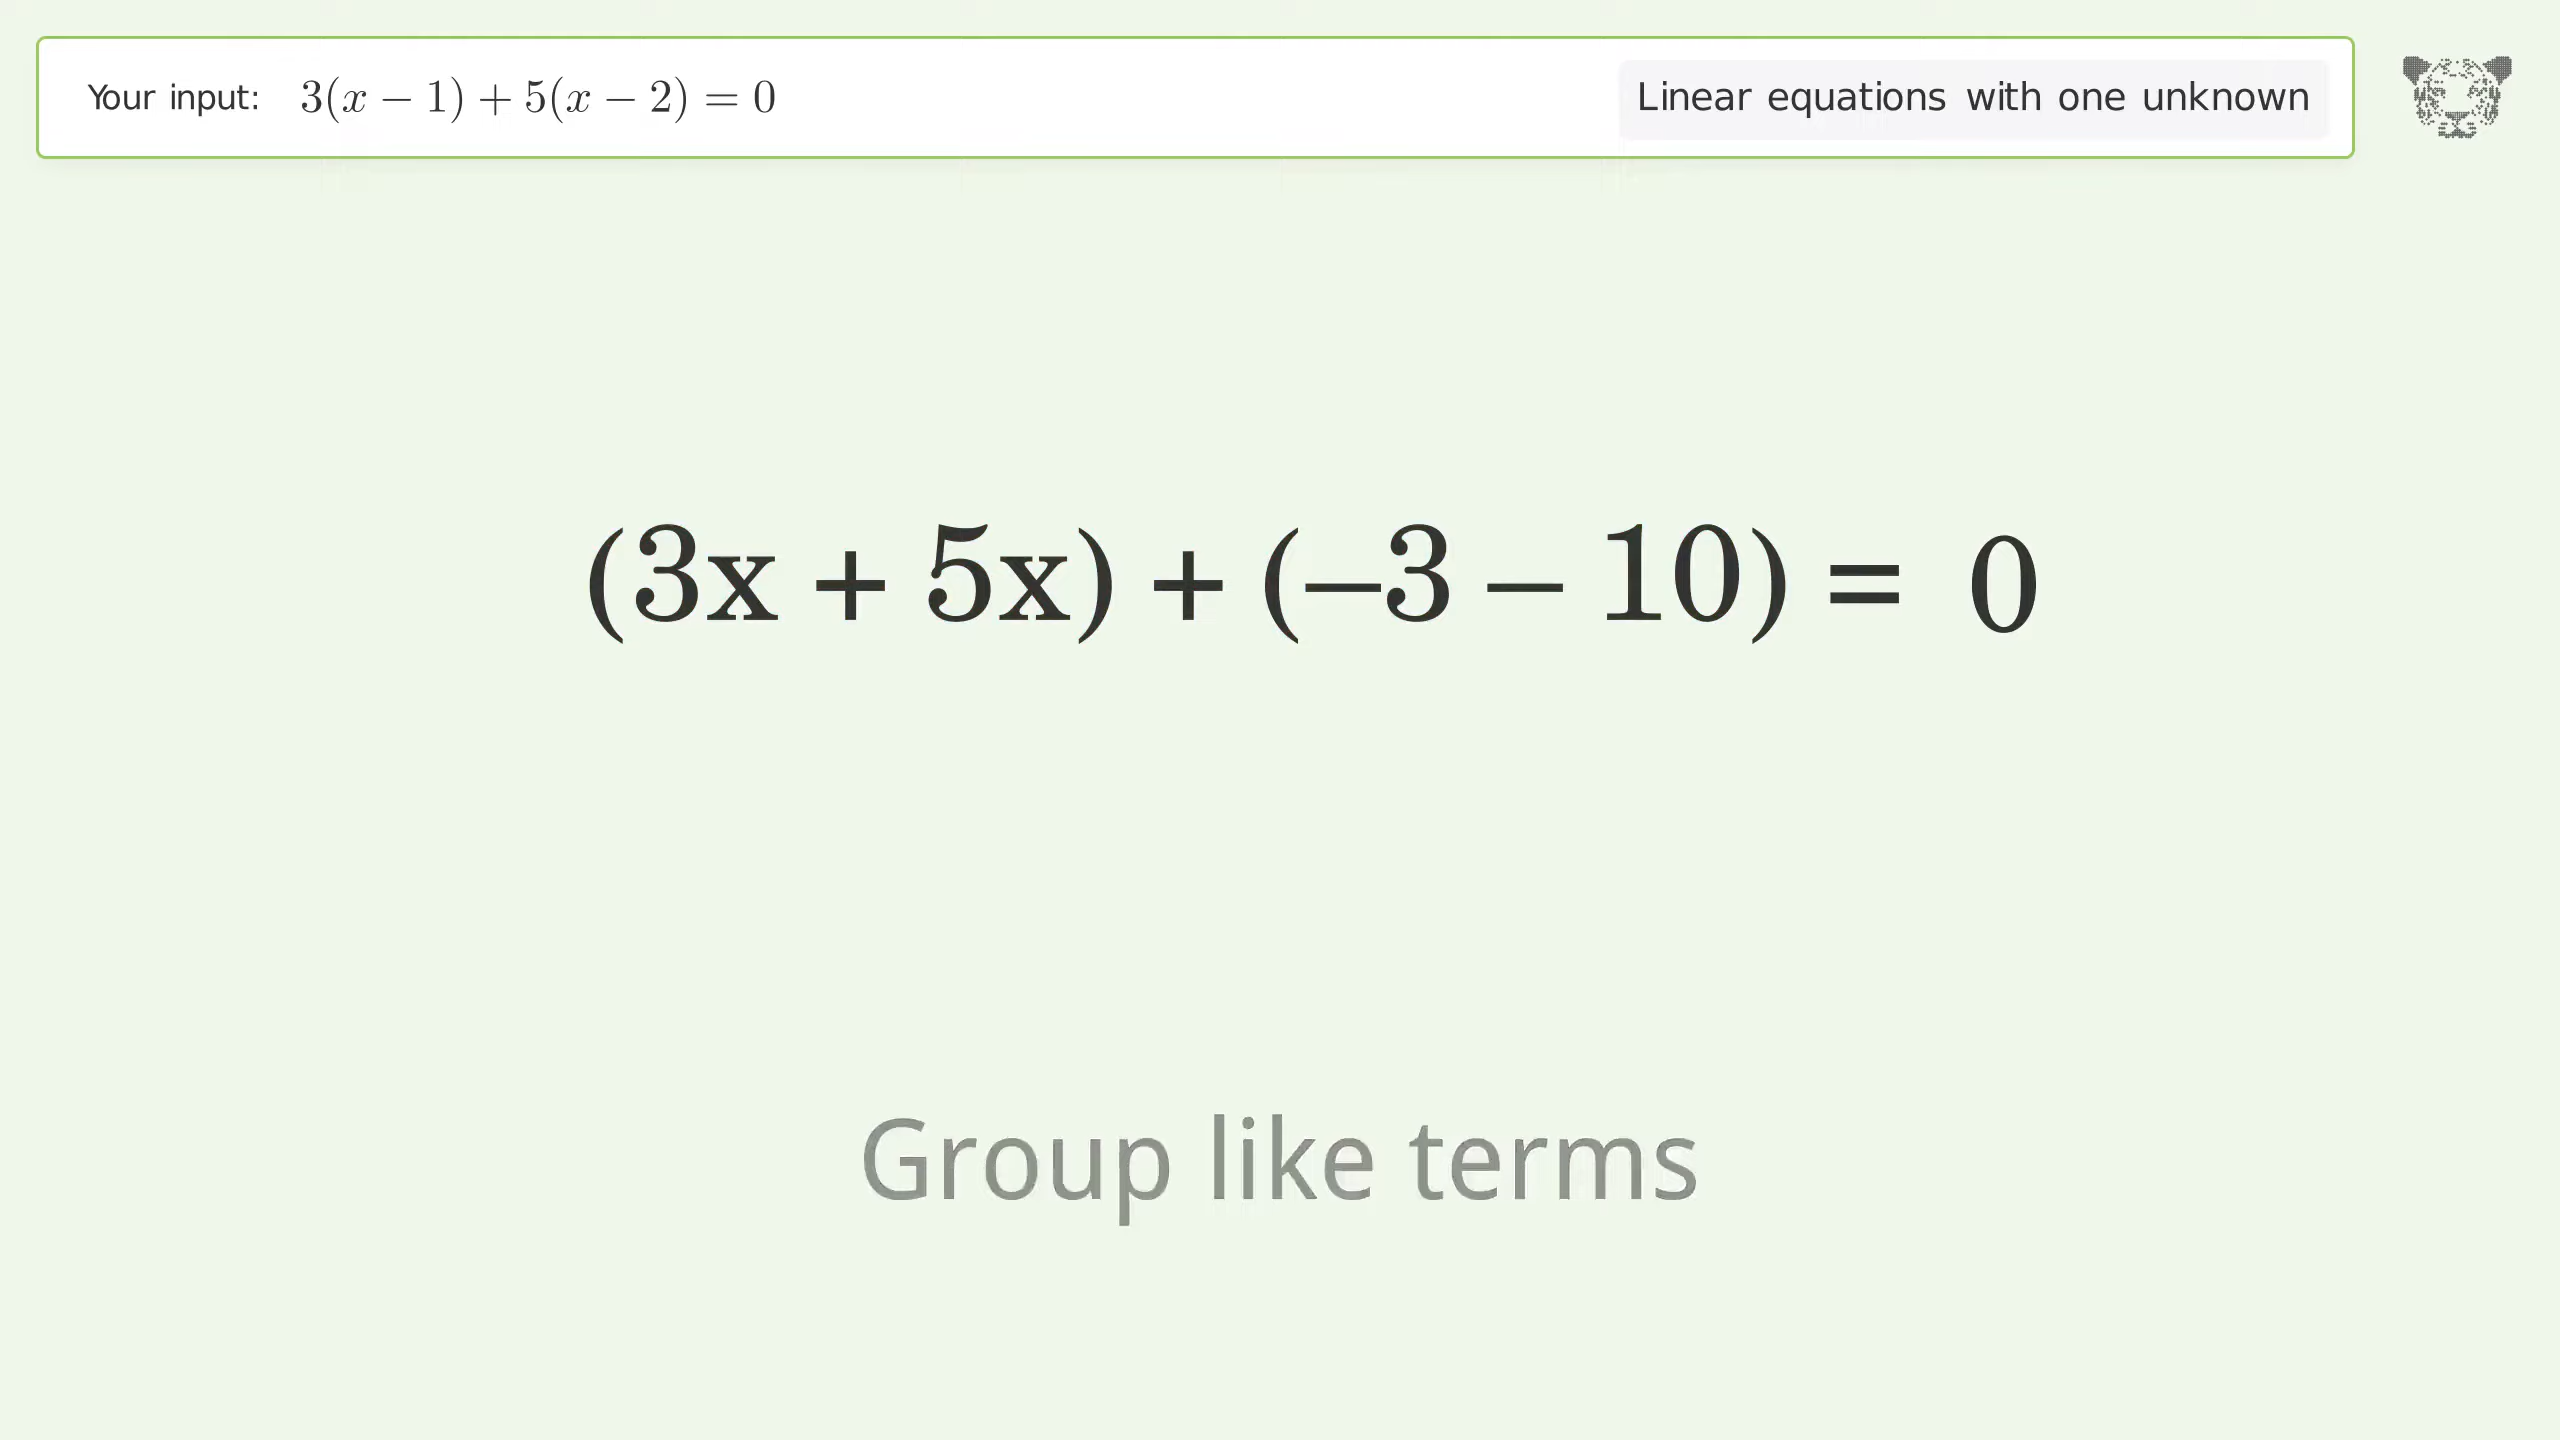 Your input: 3(x − 1) + 5(x − 2) = 0
Linear equations with one unknown
(3x + 5x) + (−3 − 10) = 0
Group like terms